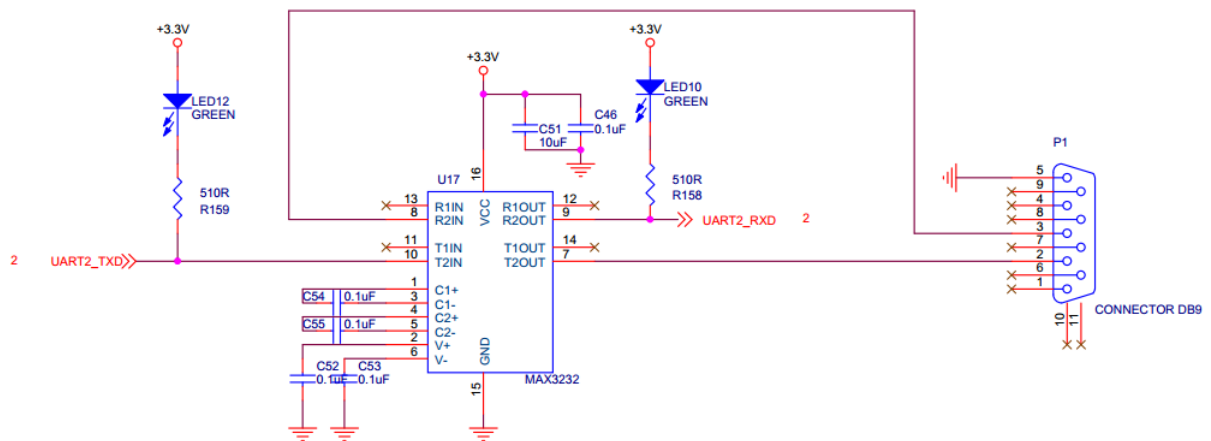 +3.3V
+3.3V
+3.3V
LED12
GREEN
LED10
GREEN
C46
0.1uF
C51
10uF
P1
510R
R159
510R
R158
U17
16
VCC
13 R1IN R1OUT 12
8 R2IN R2OUT 9
UART2_RXD 2
11 T1IN T1OUT 14
10 T2IN T2OUT 7
2 UART2_TXD
1 C1+
C54 0.1uF 3 C1-
4 C2+
C55 0.1uF 5 C2-
2 V+
6 V-
GND
15
C52 C53
0.1uF 0.1uF
MAX3232
5
9
4
8
3
7
2
6
1
10
11
CONNECTOR DB9